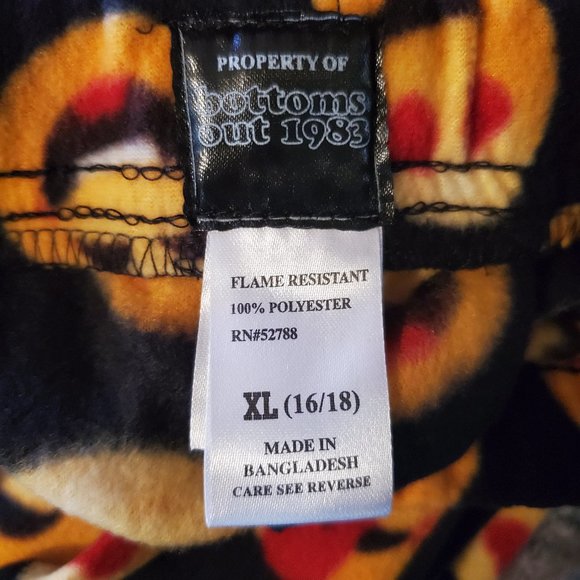 PROPERTY OF
bottoms
out 1983
FLAME RESISTANT
100% POLYESTER
RN#52788
XL (16/18)
MADE IN
BANGLADESH
CARE SEE REVERSE